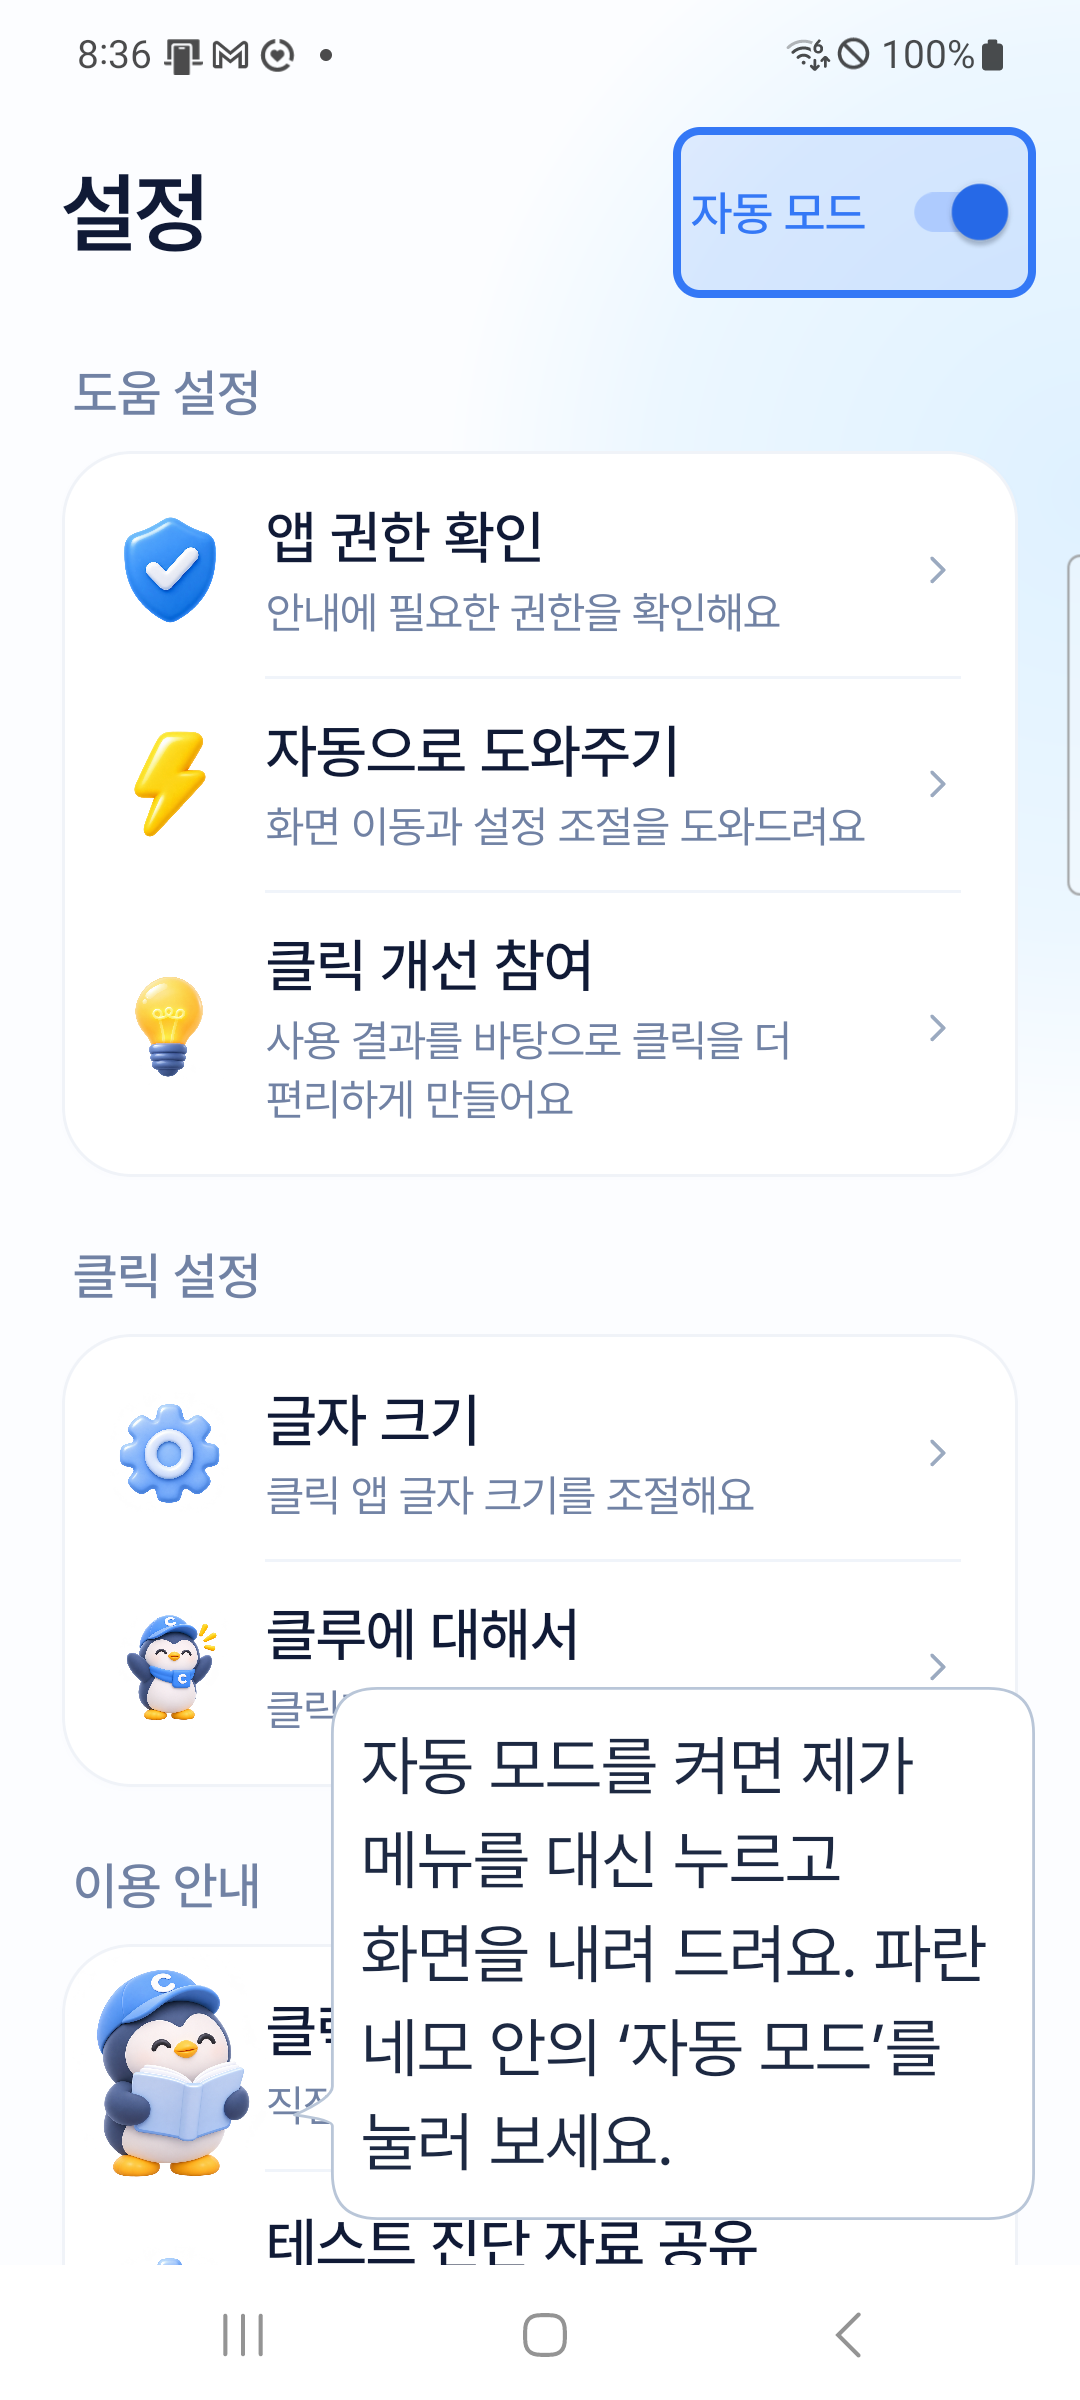 8:36
100%
설정
자동 모드
도움 설정
앱 권한 확인
안내에 필요한 권한을 확인해요
자동으로 도와주기
화면 이동과 설정 조절을 도와드려요
클릭 개선 참여
사용 결과를 바탕으로 클릭을 더
편리하게 만들어요
클릭 설정
글자 크기
클릭 앱 글자 크기를 조절해요
클루에 대해서
클릭
자동 모드를 켜면 제가
메뉴를 대신 누르고
화면을 내려 드려요. 파란
네모 안의 ‘자동 모드’를
눌러 보세요.
이용 안내
테스트 진단 자료 공유